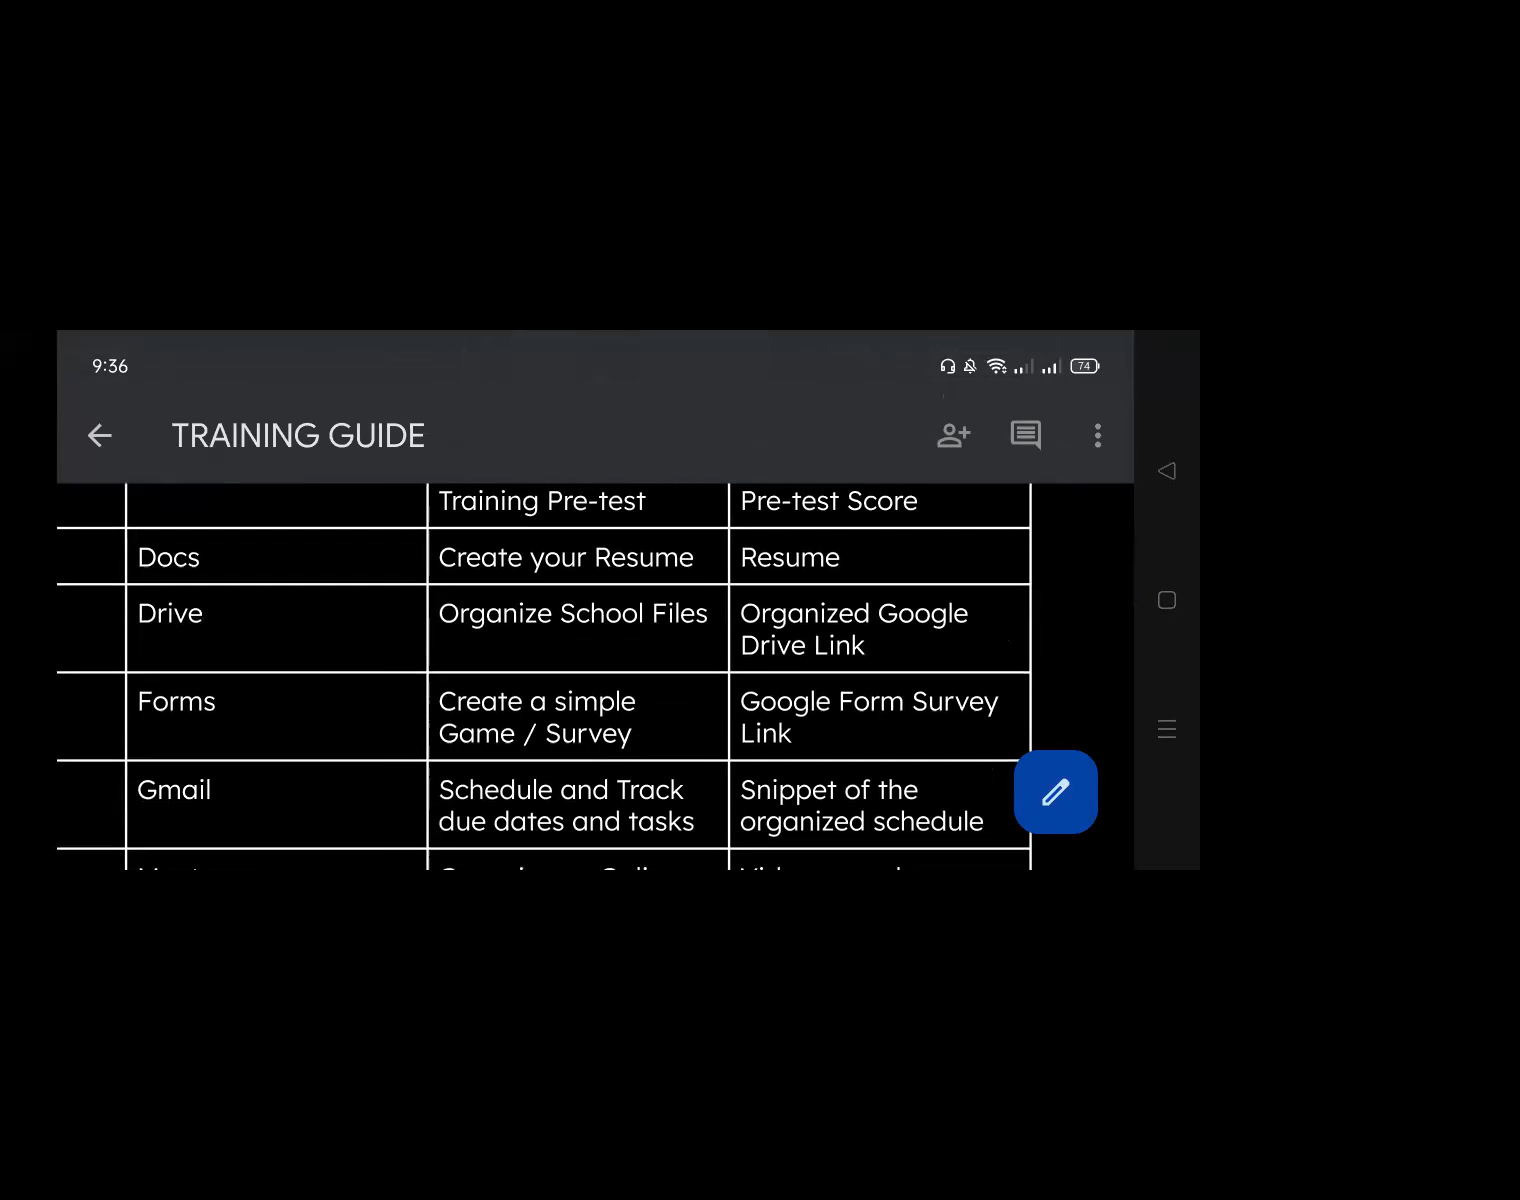 9:36
74
TRAINING GUIDE
Training Pre-test
Pre-test Score
Docs
Create your Resume
Resume
Drive
Organize School Files
Organized Google
Drive Link
Forms
Create a simple
Game / Survey
Google Form Survey
Link
Gmail
Schedule and Track
due dates and tasks
Snippet of the
organized schedule